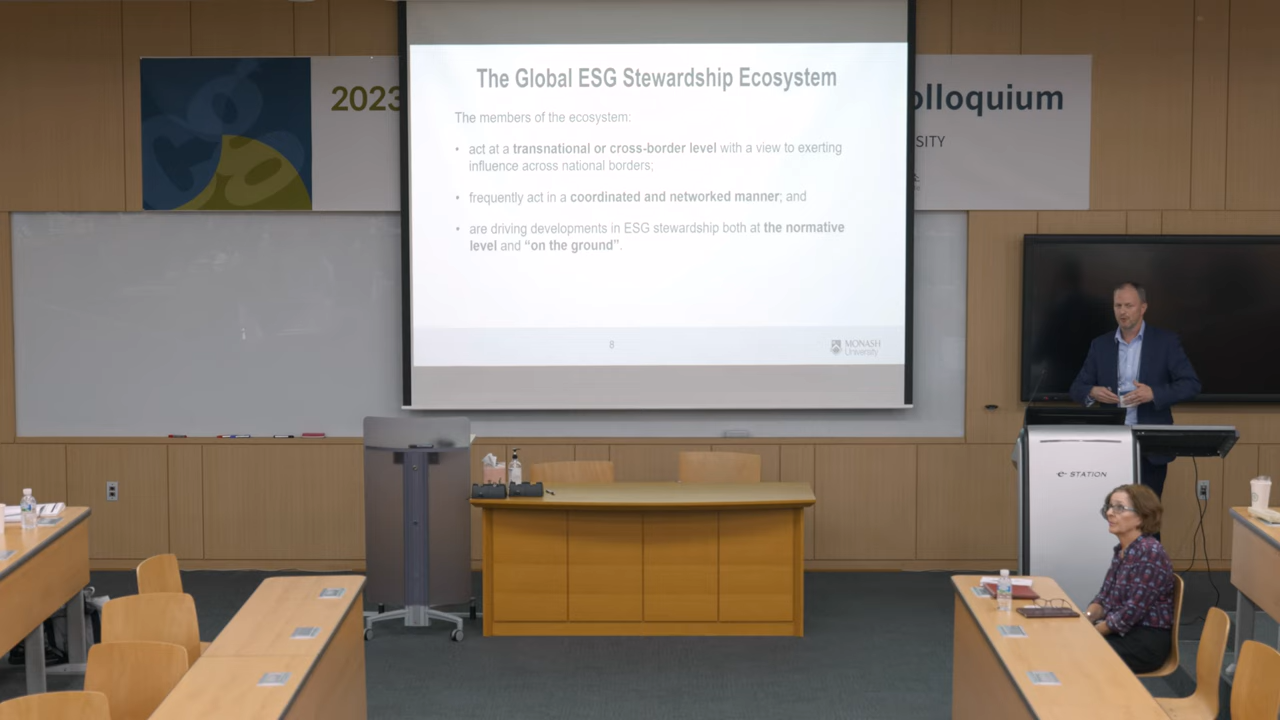 The Global ESG Stewardship Ecosystem
2023
olloquium
The members of the ecosystem:
SITY
• act at a transnational or cross-border level with a view to exerting
influence across national borders;
• frequently act in a coordinated and networked manner; and
• are driving developments in ESG stewardship both at the normative
level and “on the ground”.
8
MONASH
University
e-STATION